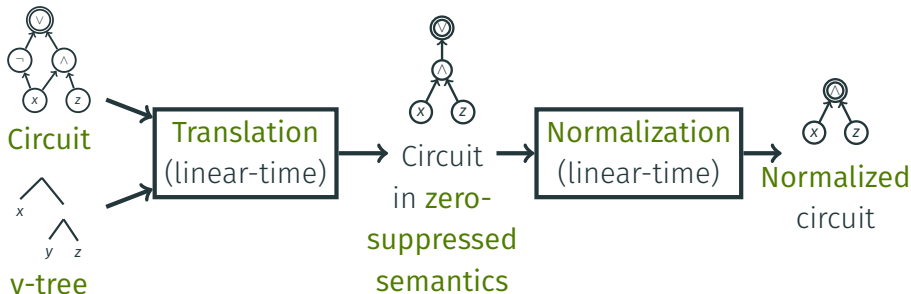 ∨
¬ ∧
x z
Circuit
x
y z
v-tree
Translation
(linear-time)
∨
∧
x z
Circuit
in zero-
suppressed
semantics
Normalization
(linear-time)
∧
x z
Normalized
circuit